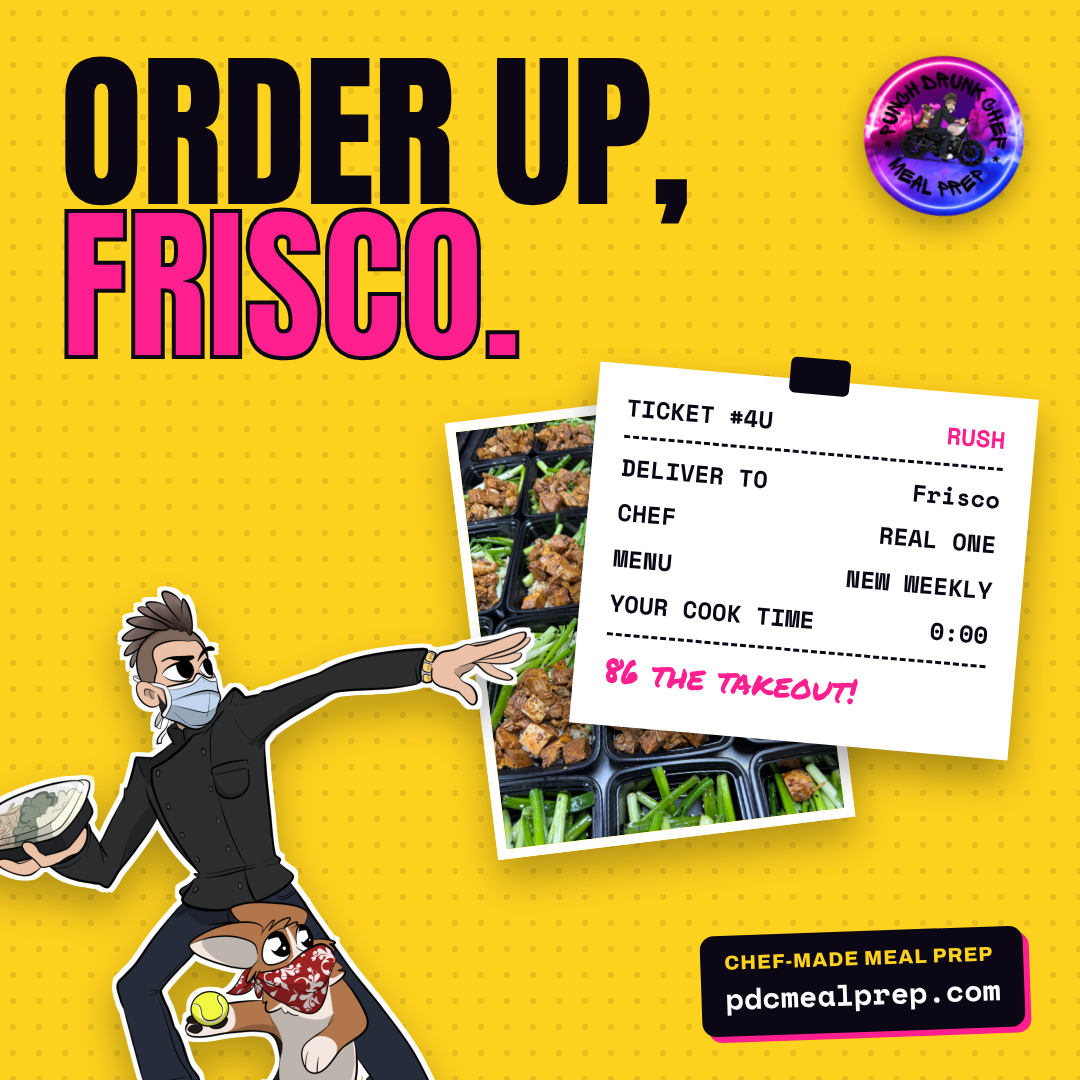 ORDER UP,
FRISCO.
PUNCH DRUNK CHEF
* MEAL PREP *
TICKET #4U RUSH
DELIVER TO Frisco
CHEF REAL ONE
MENU NEW WEEKLY
YOUR COOK TIME 0:00
86 THE TAKEOUT!
CHEF-MADE MEAL PREP
pdcmealprep.com